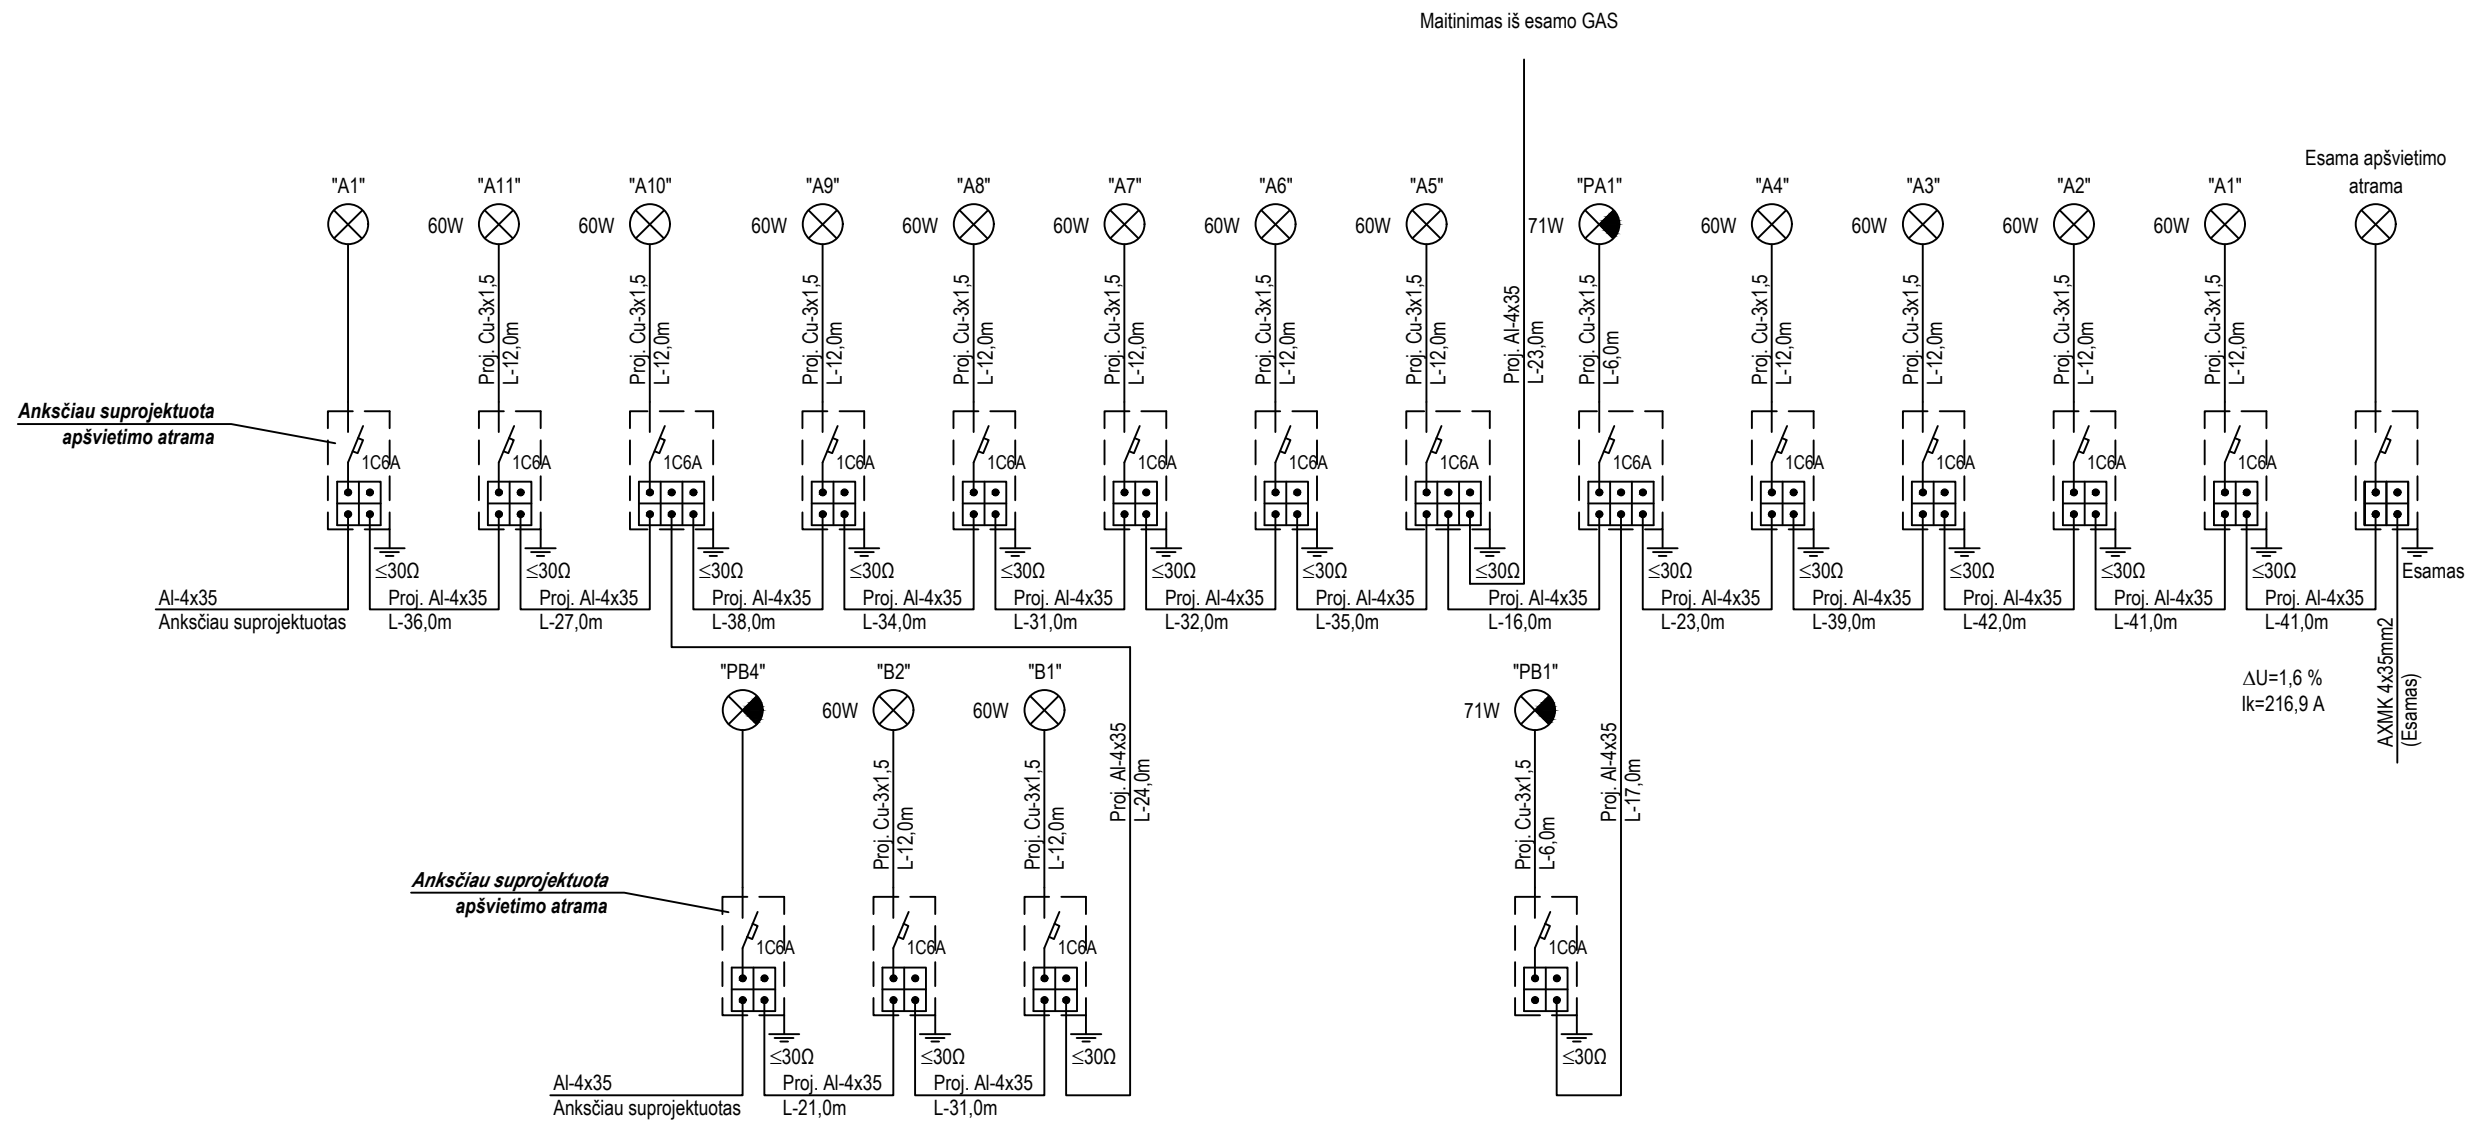 Maitinimas iš esamo GAS
Esama apšvietimo
atrama
"A1"
"A11"
"A10"
"A9"
"A8"
"A7"
"A6"
"A5"
"PA1"
"A4"
"A3"
"A2"
"A1"
60W
60W
60W
60W
60W
60W
60W
71W
60W
60W
60W
60W
Proj. Cu-3x1,5
L-12,0m
Proj. Cu-3x1,5
L-12,0m
Proj. Cu-3x1,5
L-12,0m
Proj. Cu-3x1,5
L-12,0m
Proj. Cu-3x1,5
L-12,0m
Proj. Cu-3x1,5
L-12,0m
Proj. Cu-3x1,5
L-12,0m
Proj. Al-4x35
L-23,0m
Proj. Cu-3x1,5
L-6,0m
Proj. Cu-3x1,5
L-12,0m
Proj. Cu-3x1,5
L-12,0m
Proj. Cu-3x1,5
L-12,0m
Proj. Cu-3x1,5
L-12,0m
Anksčiau suprojektuota
apšvietimo atrama
1C6A
1C6A
1C6A
1C6A
1C6A
1C6A
1C6A
1C6A
1C6A
1C6A
1C6A
1C6A
1C6A
≤30Ω
≤30Ω
≤30Ω
≤30Ω
≤30Ω
≤30Ω
≤30Ω
≤30Ω
≤30Ω
≤30Ω
≤30Ω
≤30Ω
≤30Ω
Esamas
Al-4x35
Anksčiau suprojektuotas
Proj. Al-4x35
L-36,0m
Proj. Al-4x35
L-27,0m
Proj. Al-4x35
L-38,0m
Proj. Al-4x35
L-34,0m
Proj. Al-4x35
L-31,0m
Proj. Al-4x35
L-32,0m
Proj. Al-4x35
L-35,0m
Proj. Al-4x35
L-16,0m
Proj. Al-4x35
L-23,0m
Proj. Al-4x35
L-39,0m
Proj. Al-4x35
L-42,0m
Proj. Al-4x35
L-41,0m
Proj. Al-4x35
L-41,0m
AXMK 4x35mm2
(Esamas)
ΔU=1,6 %
Ik=216,9 A
"PB4"
"B2"
"B1"
"PB1"
60W
60W
71W
Proj. Cu-3x1,5
L-12,0m
Proj. Cu-3x1,5
L-12,0m
Proj. Al-4x35
L-24,0m
Proj. Cu-3x1,5
L-6,0m
Proj. Al-4x35
L-17,0m
Anksčiau suprojektuota
apšvietimo atrama
1C6A
1C6A
1C6A
1C6A
≤30Ω
≤30Ω
≤30Ω
≤30Ω
Al-4x35
Anksčiau suprojektuotas
Proj. Al-4x35
L-21,0m
Proj. Al-4x35
L-31,0m